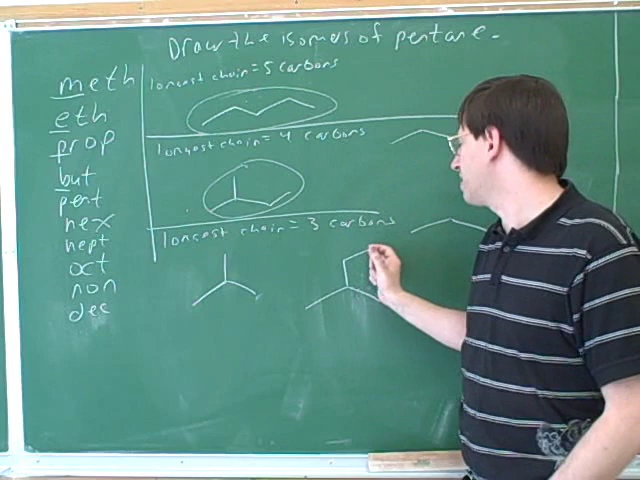 Draw the isomers of pentane.
longest chain = 5 carbons
longest chain = 4 carbons
longest chain = 3 carbons
meth
eth
prop
but
pent
hex
hept
oct
non
dec